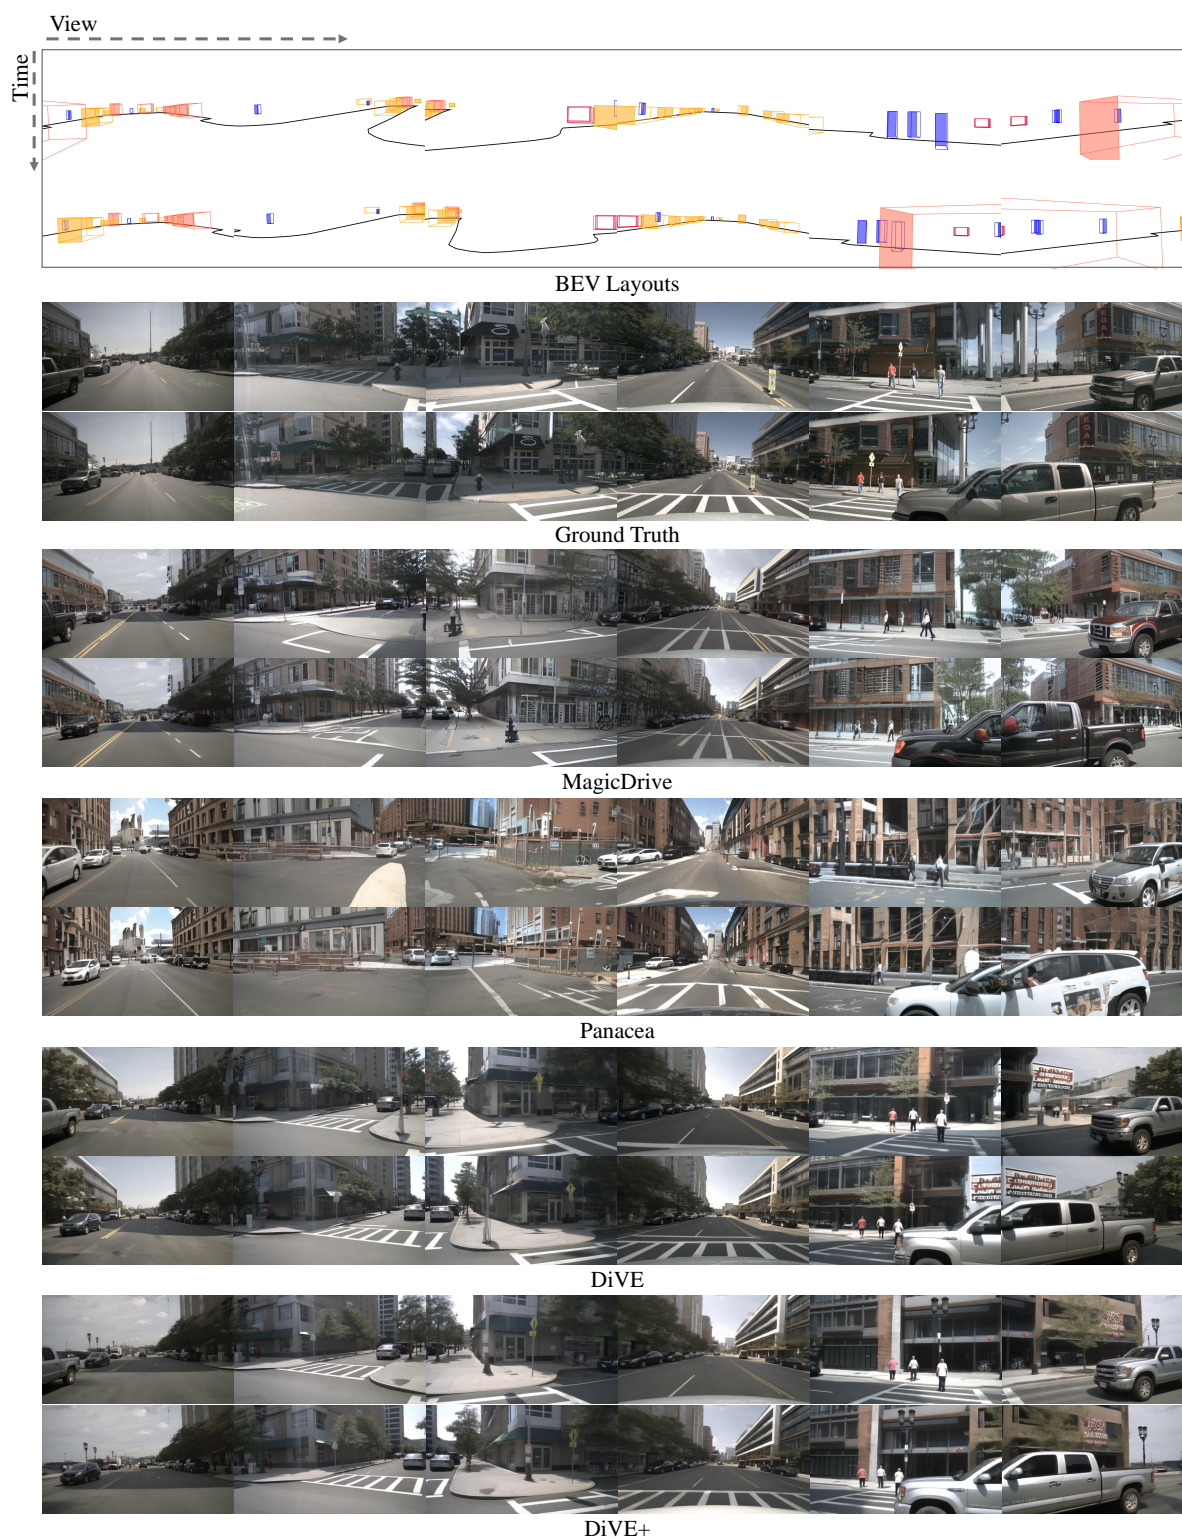 View
Time
BEV Layouts
Ground Truth
MagicDrive
Panacea
DiVE
DiVE+